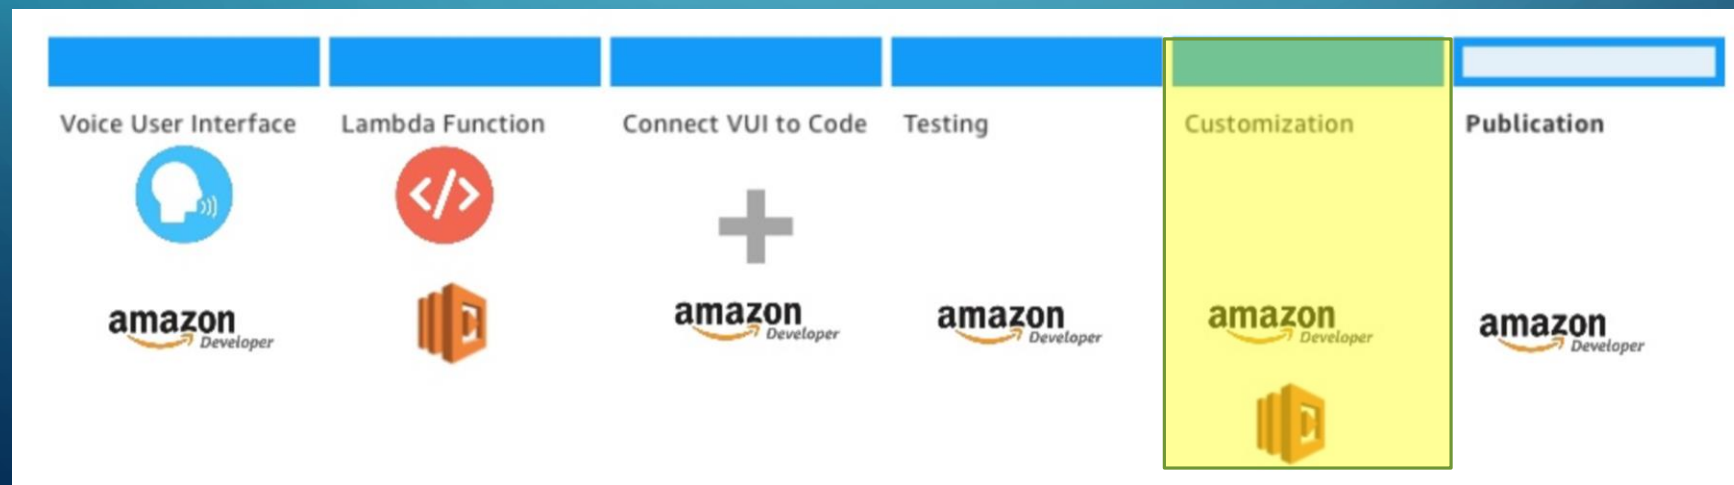 Voice User Interface
Lambda Function
Connect VUI to Code
Testing
Customization
Publication
</>
amazon
Developer
amazon
Developer
amazon
Developer
amazon
Developer
amazon
Developer